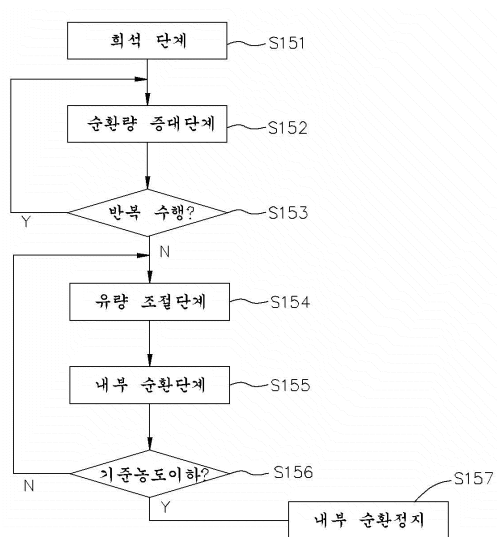 희석 단계
S151
순환량 증대단계
S152
반복 수행?
S153
Y
N
유량 조절단계
S154
내부 순환단계
S155
기준농도이하?
S156
N
Y
S157
내부 순환정지